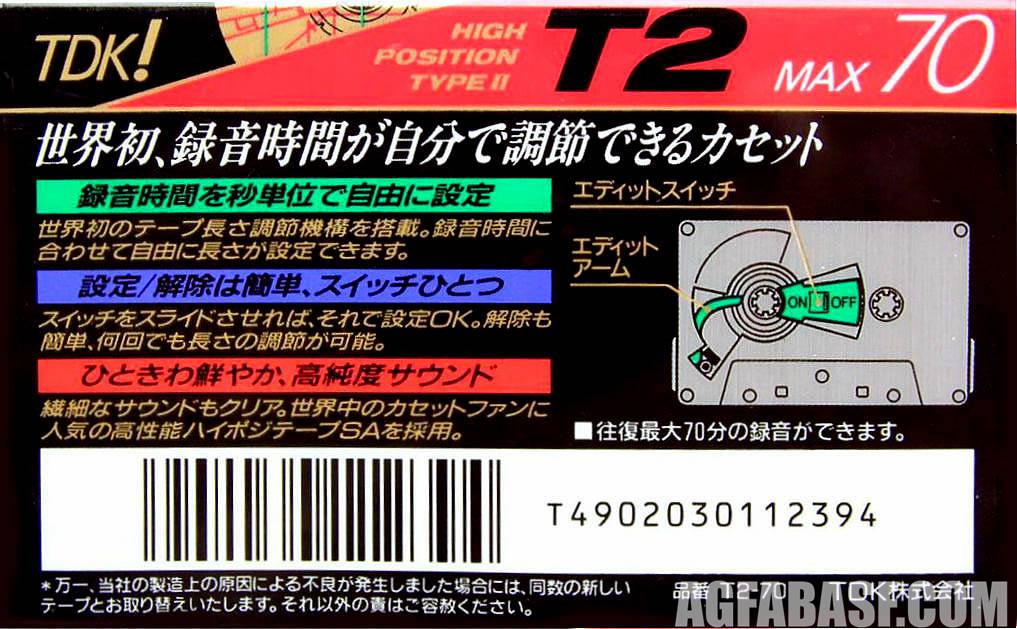 TDK!
HIGH
POSITION
TYPE II
T2
MAX 70
世界初、録音時間が自分で調節できるカセット
録音時間を秒単位で自由に設定
世界初のテープ長さ調節機構を搭載。録音時間に
合わせて自由に長さが設定できます。
設定/解除は簡単、スイッチひとつ
スイッチをスライドさせれば、それで設定OK。解除も
簡単、何回でも長さの調節が可能。
ひときわ鮮やか、高純度サウンド
繊細なサウンドもクリア。世界中のカセットファンに
人気の高性能ハイポジテープSAを採用。
エディットスイッチ
エディット
アーム
ON OFF
■往復最大70分の録音ができます。
T4902030112394
*万一、当社の製造上の原因による不良が発生しました場合には、同数の新しい
テープとお取り替えいたします。それ以外の責はご容赦ください。
品番 T2-70 TDK株式会社
AGFABASF.COM